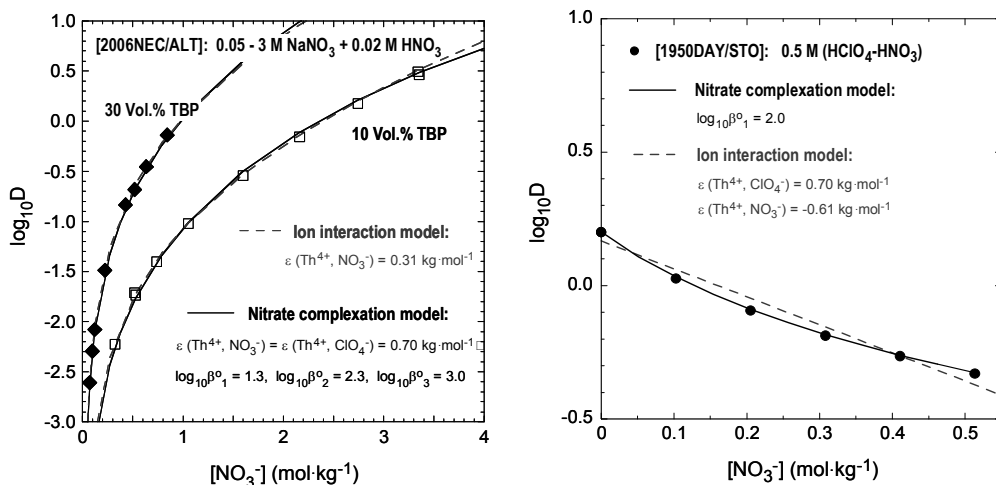 [2006NEC/ALT]: 0.05 - 3 M NaNO₃ + 0.02 M HNO₃
30 Vol.% TBP
10 Vol.% TBP
Ion interaction model:
ε (Th⁴⁺, NO₃⁻) = 0.31 kg·mol⁻¹
Nitrate complexation model:
ε (Th⁴⁺, NO₃⁻) = ε (Th⁴⁺, ClO₄⁻) = 0.70 kg·mol⁻¹
log₁₀β°₁ = 1.3, log₁₀β°₂ = 2.3, log₁₀β°₃ = 3.0
log₁₀D
1.0
0.5
0.0
-0.5
-1.0
-1.5
-2.0
-2.5
-3.0
0 1 2 3 4
[NO₃⁻] (mol·kg⁻¹)
[1950DAY/STO]: 0.5 M (HClO₄-HNO₃)
Nitrate complexation model:
log₁₀β°₁ = 2.0
Ion interaction model:
ε (Th⁴⁺, ClO₄⁻) = 0.70 kg·mol⁻¹
ε (Th⁴⁺, NO₃⁻) = -0.61 kg·mol⁻¹
log₁₀D
1.0
0.5
0.0
-0.5
0 0.1 0.2 0.3 0.4 0.5
[NO₃⁻] (mol·kg⁻¹)